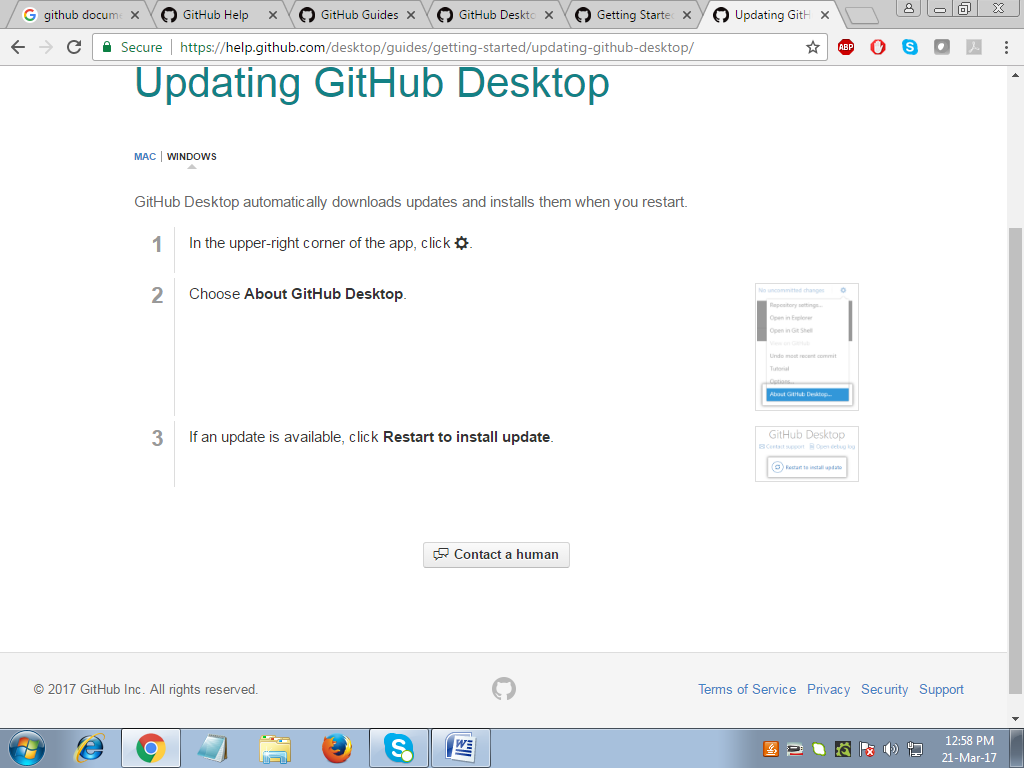 github docum
GitHub Help
GitHub Guides
GitHub Deskto
Getting Starte
Updating GitH
Secure
https://help.github.com/desktop/guides/getting-started/updating-github-desktop/
ABP
Updating GitHub Desktop
MAC | WINDOWS
GitHub Desktop automatically downloads updates and installs them when you restart.
1 In the upper-right corner of the app, click .
2 Choose About GitHub Desktop.
No uncommitted changes
Repository settings...
Open in Explorer
Open in Git Shell
View on GitHub
Undo most recent commit
Tutorial
Options...
About GitHub Desktop...
3 If an update is available, click Restart to install update.
GitHub Desktop
Contact support Open debug log
Restart to install update
Contact a human
© 2017 GitHub Inc. All rights reserved.
Terms of Service Privacy Security Support
12:58 PM
21-Mar-17